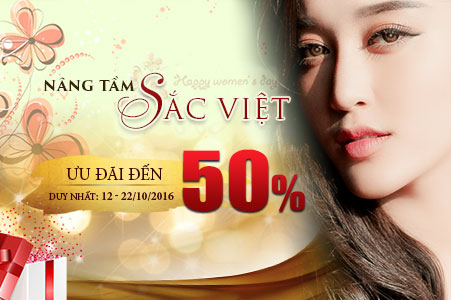 NÂNG TẦM
SẮC VIỆT
Happy women's day
ƯU ĐÃI ĐẾN
50%
DUY NHẤT: 12 - 22/10/2016